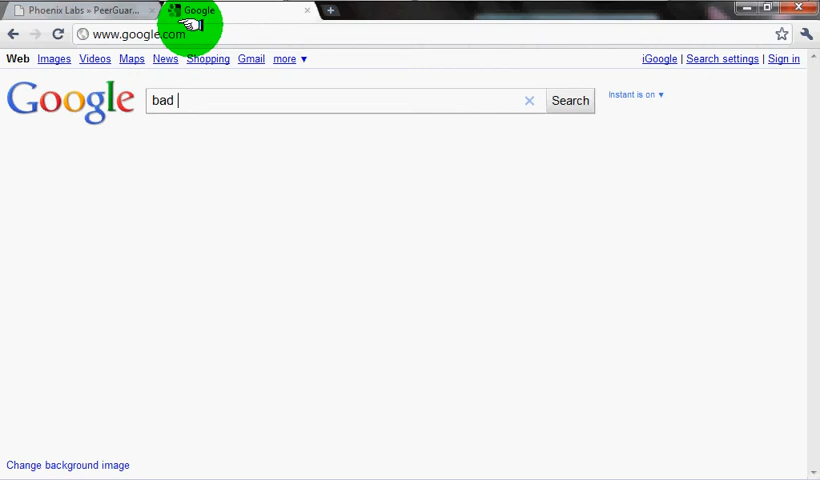 Phoenix Labs » PeerGuar... Google
www.google.com
Web Images Videos Maps News Shopping Gmail more ▼ iGoogle | Search settings | Sign in
Google bad Search Instant is on ▼
Change background image